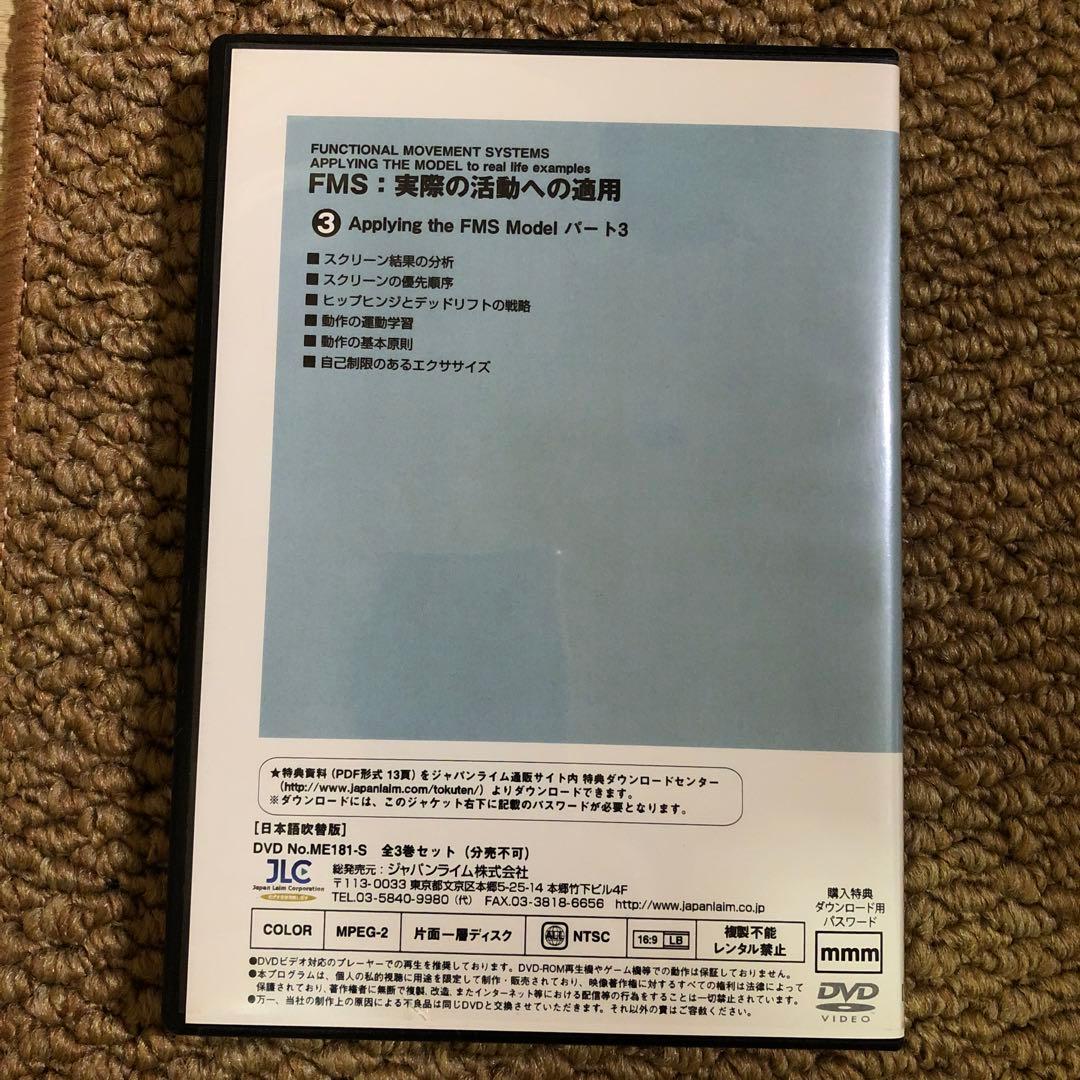 FUNCTIONAL MOVEMENT SYSTEMS
APPLYING THE MODEL to real life examples
FMS：実際の活動への適用
3 Applying the FMS Model パート3
■ スクリーン結果の分析
■ スクリーンの優先順序
■ ヒップヒンジとデッドリフトの戦略
■ 動作の運動学習
■ 動作の基本原則
■ 自己制限のあるエクササイズ
★特典資料（PDF形式 13頁）をジャパンライム通販サイト内 特典ダウンロードセンター
（http://www.japanlaim.com/tokuten/）よりダウンロードできます。
※ダウンロードには、このジャケット右下に記載のパスワードが必要となります。
［日本語吹替版］
DVD No.ME181-S 全3巻セット（分売不可）
JLC
Japan Laim Corporation
総発売元：ジャパンライム株式会社
〒113-0033 東京都文京区本郷5-25-14 本郷竹下ビル4F
TEL.03-5840-9980（代） FAX.03-3818-6656 http://www.japanlaim.co.jp
購入特典
ダウンロード用
パスワード
mmm
COLOR
MPEG-2
片面一層ディスク
ALL NTSC
16:9 LB
複製不能
レンタル禁止
●DVDビデオ対応のプレーヤーでの再生を推奨しております。DVD-ROM再生機やゲーム機等での動作は保証しておりません。
●本プログラムは、個人の私的視聴に用途を限定して制作・販売されており、映像著作権に対するすべての権利は法律によって
保護されており、著作権者に無断で複製、改造、またインターネット等における配信等の行為をすることは一切禁止されています。
●万一、当社の制作上の原因による不良品は同じDVDと交換させていただきます。それ以外の責はご容赦ください。
DVD
VIDEO